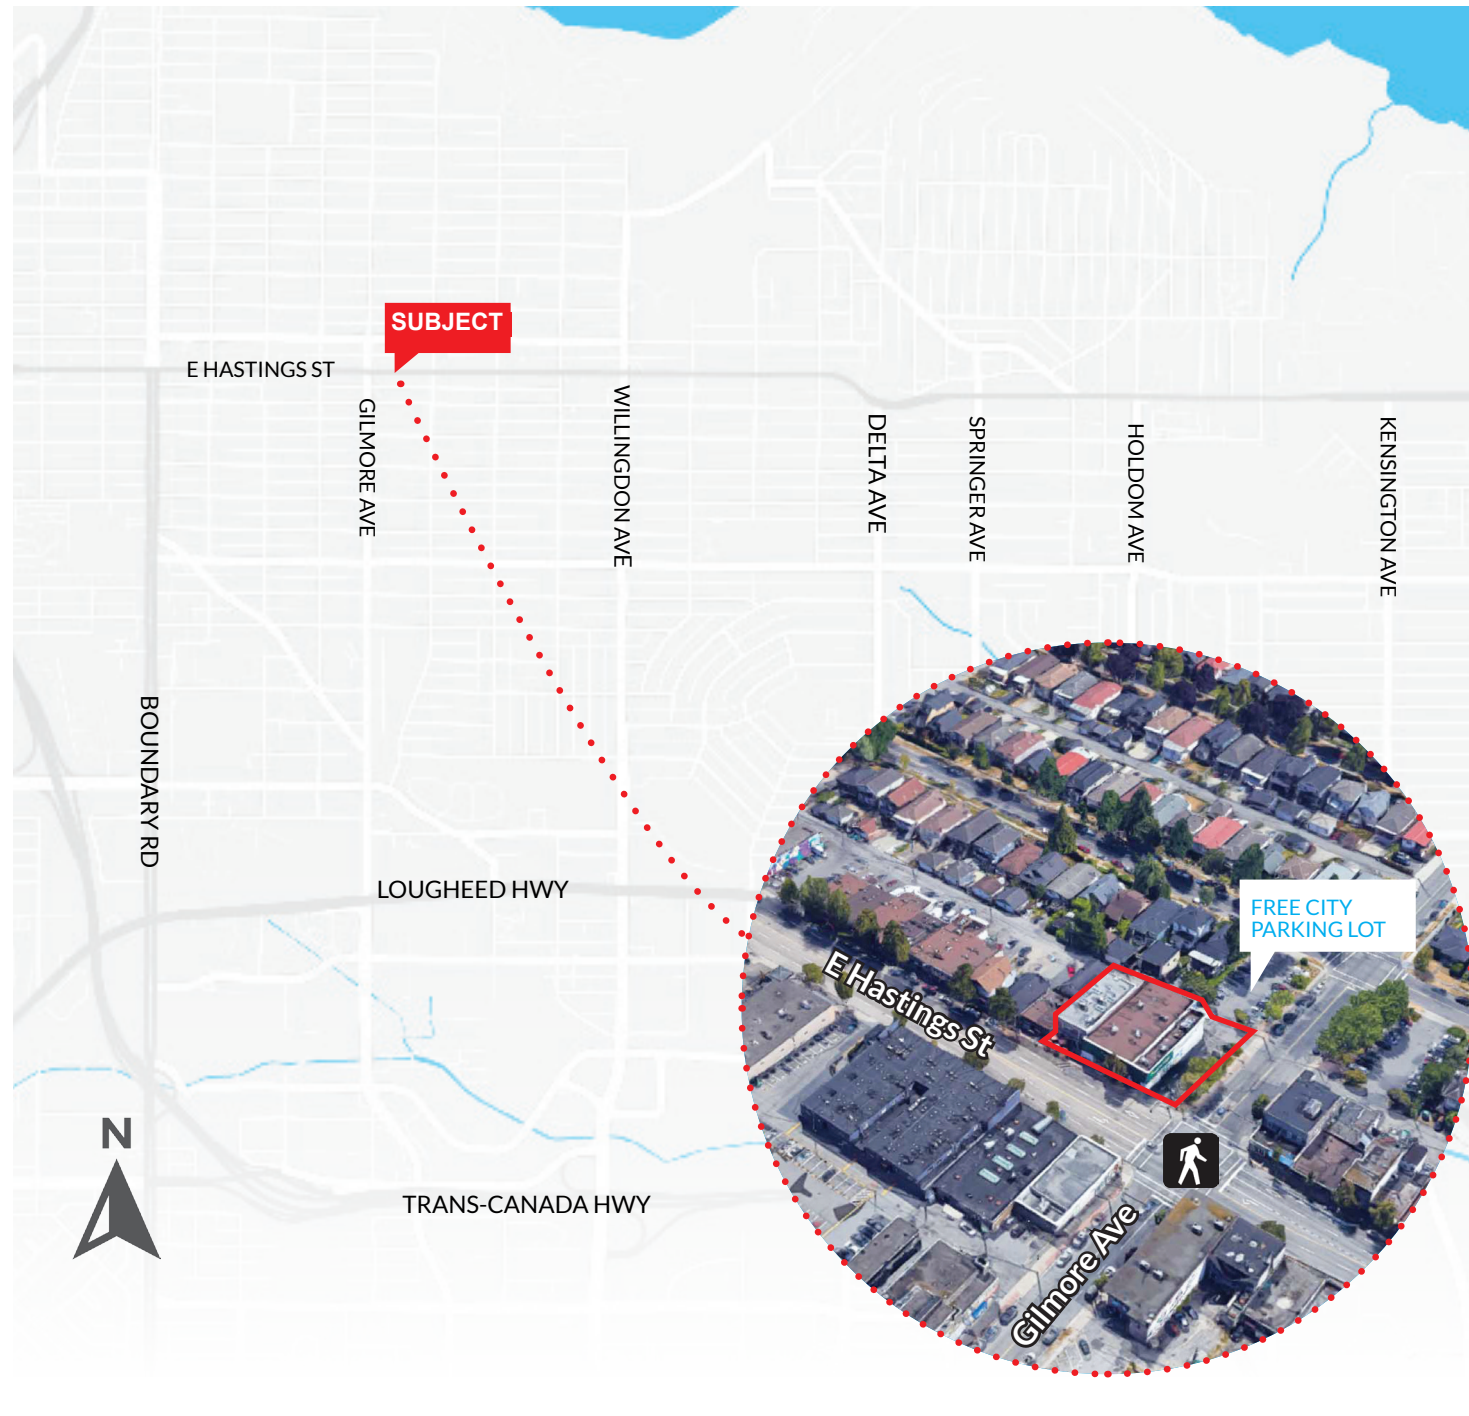 SUBJECT
E HASTINGS ST
GILMORE AVE
WILLINGDON AVE
DELTA AVE
SPRINGER AVE
HOLDOM AVE
KENSINGTON AVE
BOUNDARY RD
LOUGHEED HWY
FREE CITY
PARKING LOT
E Hastings St
N
TRANS-CANADA HWY
Gilmore Ave